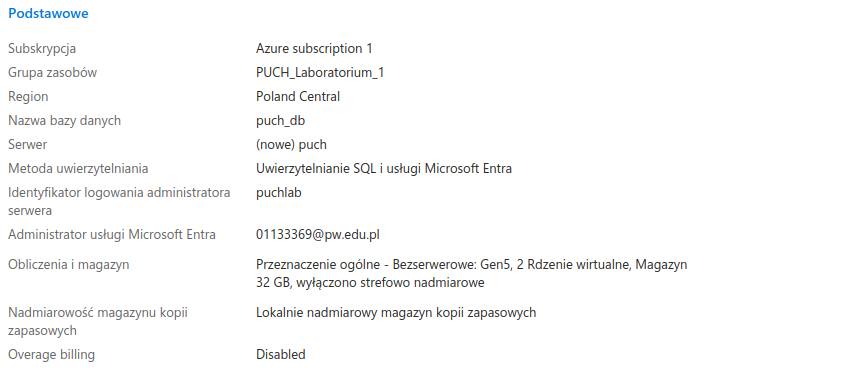 Podstawowe
Subskrypcja Azure subscription 1
Grupa zasobów PUCH_Laboratorium_1
Region Poland Central
Nazwa bazy danych puch_db
Serwer (nowe) puch
Metoda uwierzytelniania Uwierzytelnianie SQL i usługi Microsoft Entra
Identyfikator logowania administratora puchlab
serwera
Administrator usługi Microsoft Entra 01133369@pw.edu.pl
Obliczenia i magazyn Przeznaczenie ogólne - Bezserwerowe: Gen5, 2 Rdzenie wirtualne, Magazyn
32 GB, wyłączono strefowo nadmiarowe
Nadmiarowość magazynu kopii Lokalnie nadmiarowy magazyn kopii zapasowych
zapasowych
Overage billing Disabled